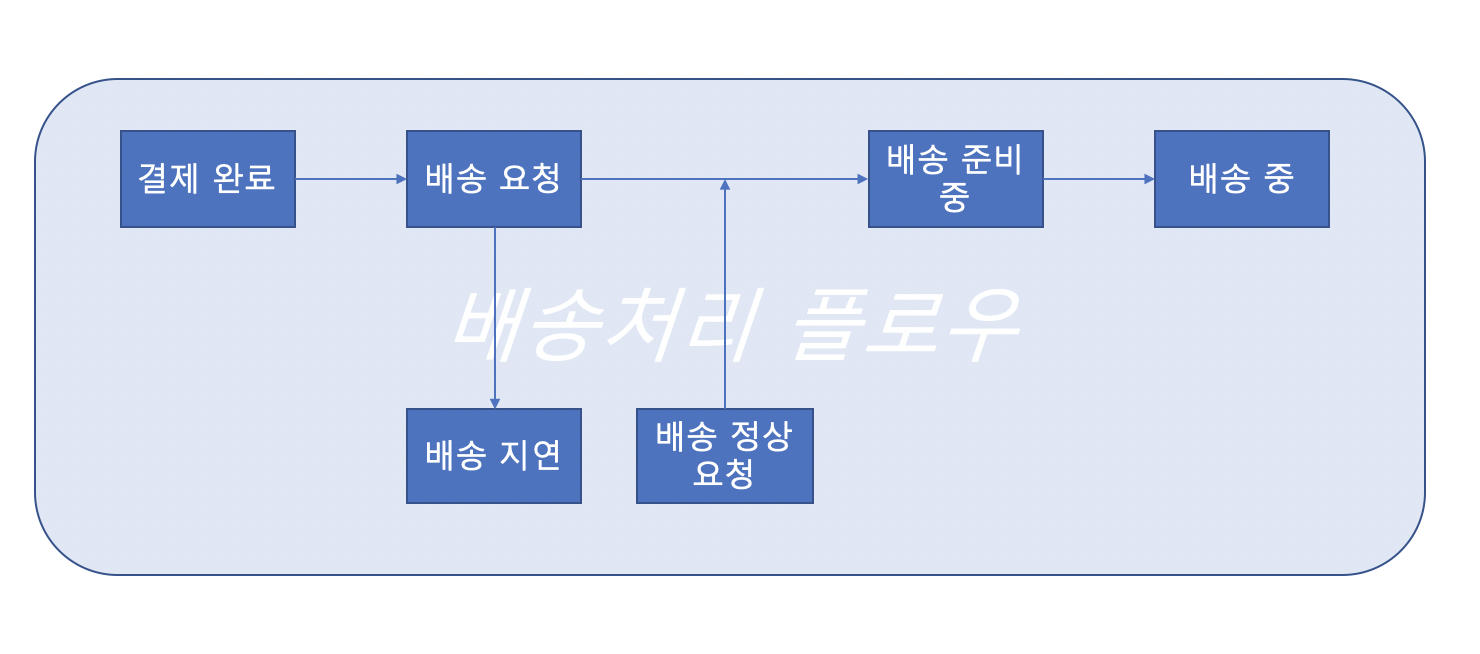 결제 완료
배송 요청
배송 준비
중
배송 중
배송처리 플로우
배송 지연
배송 정상
요청